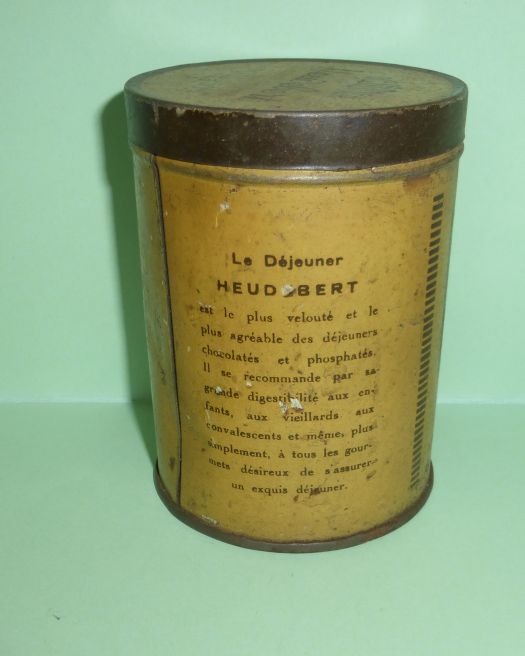 Le Déjeuner
HEUDEBERT
est le plus velouté et le
plus agréable des déjeuners
chocolatés et phosphatés.
Il se recommande par sa
grande digestibilité aux en-
fants, aux vieillards aux
convalescents et même, plus
simplement, à tous les gour-
mets désireux de s'assurer
un exquis déjeuner.